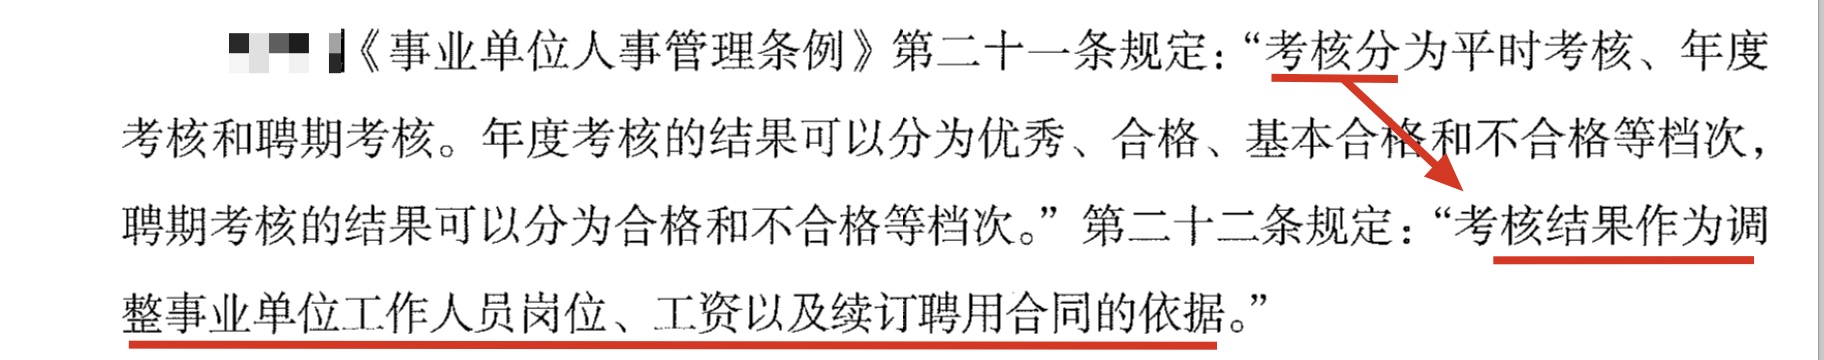 《事业单位人事管理条例》第二十一条规定：“考核分为平时考核、年度
考核和聘期考核。年度考核的结果可以分为优秀、合格、基本合格和不合格等档次，
聘期考核的结果可以分为合格和不合格等档次。”第二十二条规定：“考核结果作为调
整事业单位工作人员岗位、工资以及续订聘用合同的依据。”